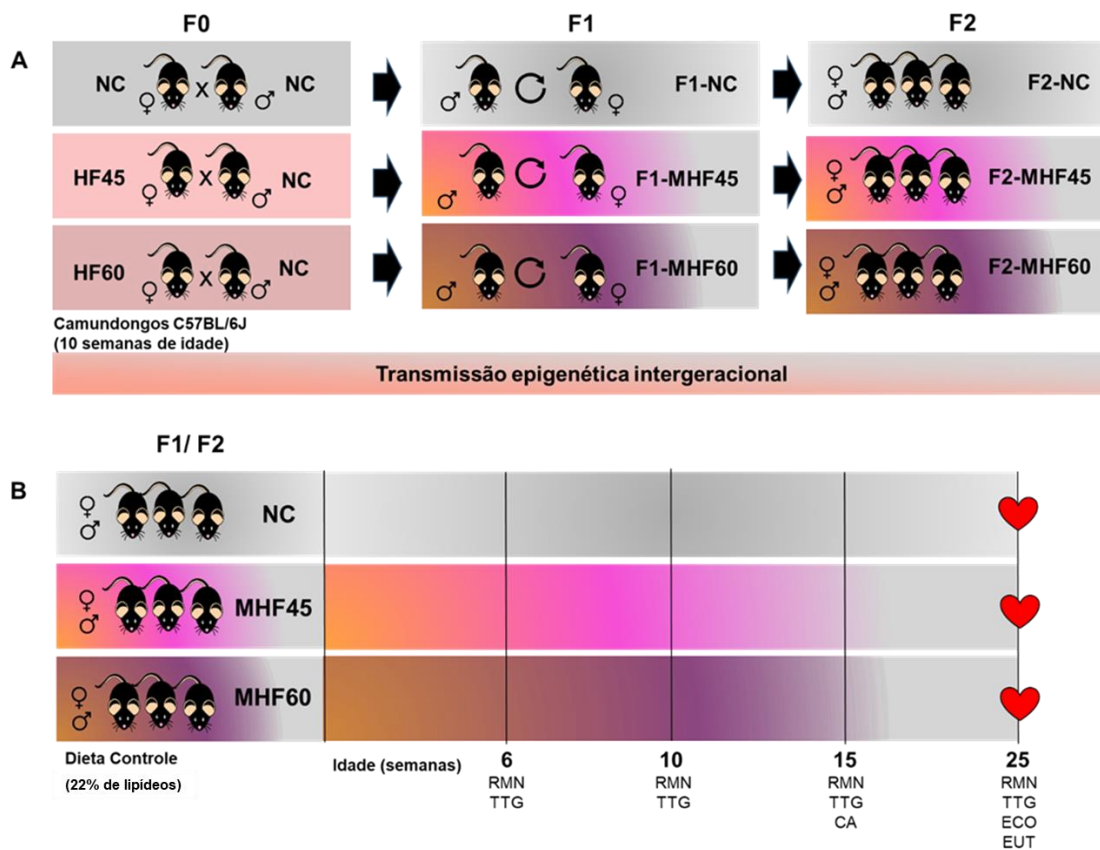 F0 F1 F2
A
NC ♀ X ♂ NC
♂ ♀ F1-NC
♀ ♂ F2-NC
HF45 ♀ X ♂ NC
♂ ♀ F1-MHF45
♀ ♂ F2-MHF45
HF60 ♀ X ♂ NC
♂ ♀ F1-MHF60
♀ ♂ F2-MHF60
Camundongos C57BL/6J
(10 semanas de idade)
Transmissão epigenética intergeracional
F1/ F2
B
♀ ♂ NC
♀ ♂ MHF45
♀ ♂ MHF60
Dieta Controle
(22% de lipídeos)
Idade (semanas)
6 10 15 25
RMN RMN RMN RMN
TTG TTG TTG TTG
CA ECO
EUT